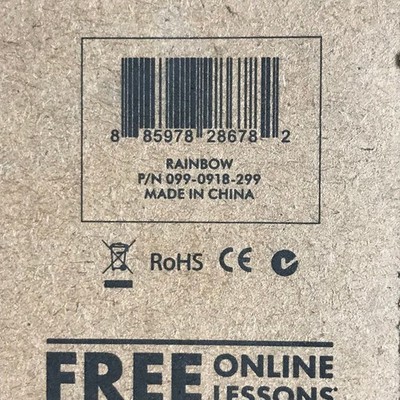 8 85978 28678 2
RAINBOW
P/N 099-0918-299
MADE IN CHINA
RoHS CE
FREE ONLINE
LESSONS*